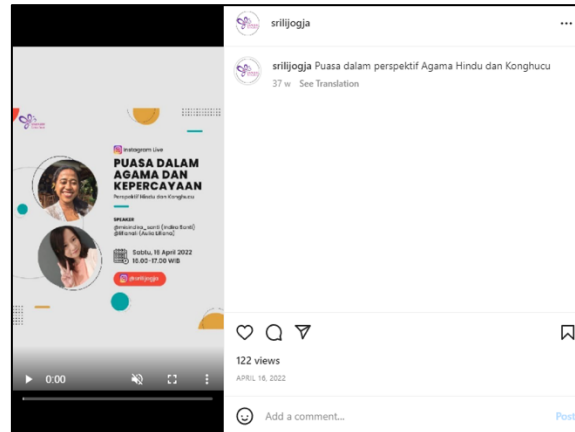 srilijogja
srilijogja Puasa dalam perspektif Agama Hindu dan Konghucu
37 w See Translation
Instagram Live
PUASA DALAM
AGAMA DAN
KEPERCAYAAN
Perspektif Hindu dan Konghucu
SPEAKER
Sabtu, 16 April 2022
16.00-17.00 WIB
@srilijogja
0:00
122 views
APRIL 16, 2022
Add a comment...
Post